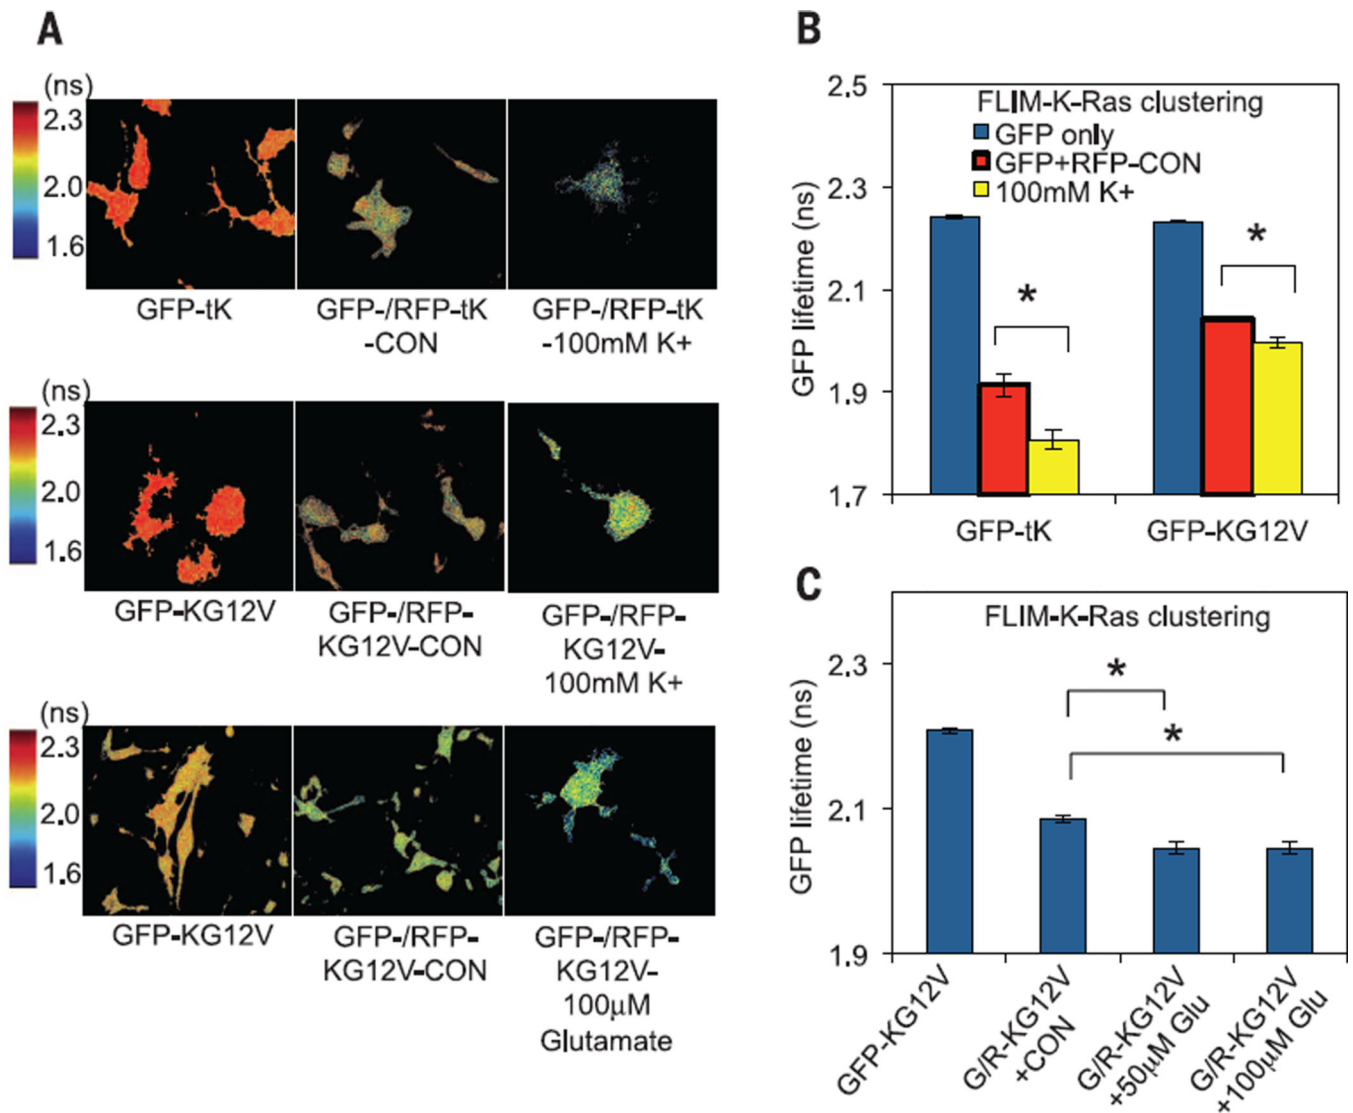 A
(ns)
2.3
2.0
1.6
GFP-tK
GFP-/RFP-tK
-CON
GFP-/RFP-tK
-100mM K+
(ns)
2.3
2.0
1.6
GFP-KG12V
GFP-/RFP-
KG12V-CON
GFP-/RFP-
KG12V-
100mM K+
(ns)
2.3
2.0
1.6
GFP-KG12V
GFP-/RFP-
KG12V-CON
GFP-/RFP-
KG12V-
100μM
Glutamate
B
GFP lifetime (ns)
2.5
2.3
2.1
1.9
1.7
FLIM-K-Ras clustering
GFP only
GFP+RFP-CON
100mM K+
*
*
GFP-tK
GFP-KG12V
C
GFP lifetime (ns)
2.3
2.1
1.9
FLIM-K-Ras clustering
*
*
GFP-KG12V
G/R-KG12V
+CON
G/R-KG12V
+50μM Glu
G/R-KG12V
+100μM Glu